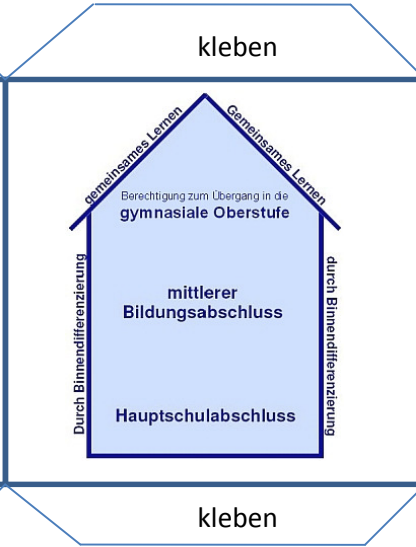 kleben
gemeinsames Lernen
Gemeinsames Lernen
Berechtigung zum Übergang in die
gymnasiale Oberstufe
Durch Binnendifferenzierung
durch Binnendifferenzierung
mittlerer
Bildungsabschluss
Hauptschulabschluss
kleben